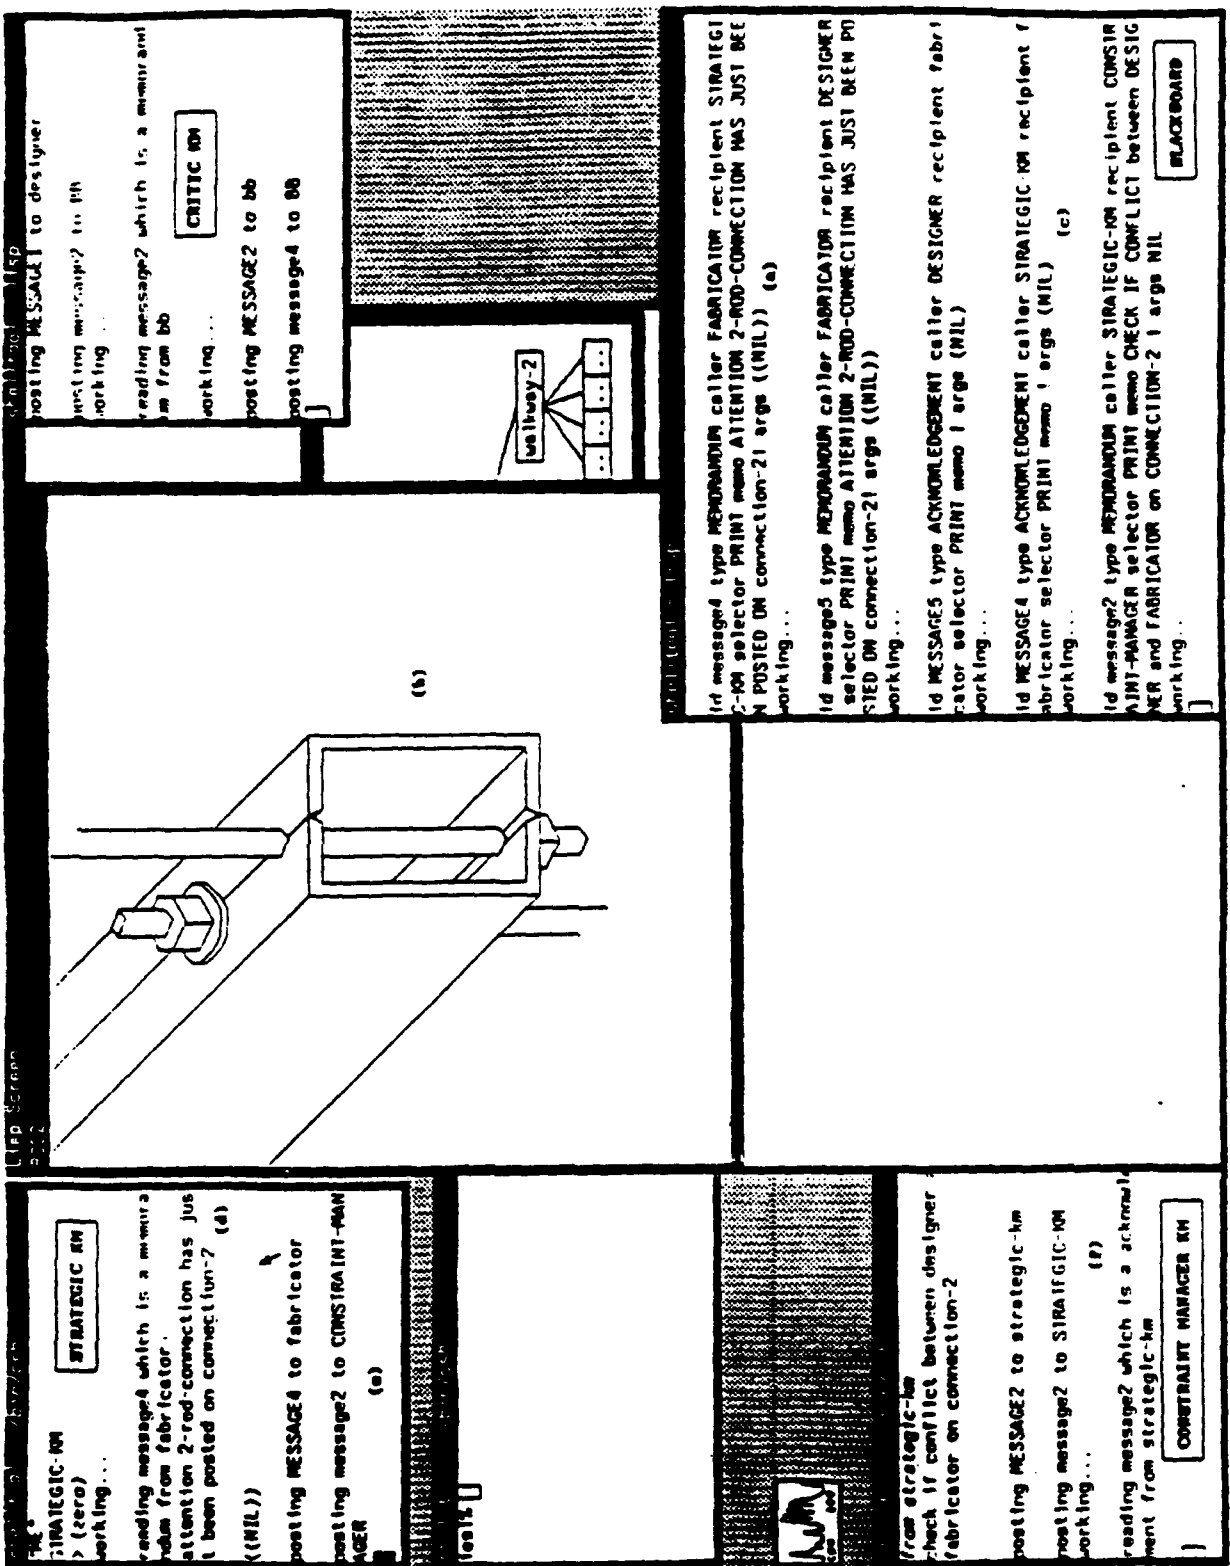 Lisp Screen
STRATEGIC-KM
> (zero)
working...
STRATEGIC KM
reading message4 which is a memora
ndum from fabricator.
attention 2-rod-connection has jus
t been posted on connection-2
(d)
((NIL))
posting MESSAGE4 to fabricator
posting message2 to CONSTRAINT-MAN
AGER
(e)
(b)
posting MESSAGE1 to designer
posting message2 to BB
working...
reading message2 which is a memorand
m from bb
CRITIC KM
working...
posting MESSAGE2 to bb
posting message4 to BB
walkway-2
... ... ... ...
from strategic-km
check if conflict between designer
fabricator on connection-2
posting MESSAGE2 to strategic-km
posting message2 to STRATEGIC-KM
working...
(f)
reading message2 which is a acknowl
ment from strategic-km
CONSTRAINT MANAGER KM
id message4 type MEMORANDUM caller FABRICATOR recipient STRATEGI
C-KM selector PRINT memo ATTENTION 2-ROD-CONNECTION HAS JUST BEE
N POSTED ON connection-2| args ((NIL))
(a)
working...
id message5 type MEMORANDUM caller FABRICATOR recipient DESIGNER
selector PRINT memo ATTENTION 2-ROD-CONNECTION HAS JUST BEEN PO
STED ON connection-2| args ((NIL))
working...
id MESSAGE5 type ACKNOWLEDGEMENT caller DESIGNER recipient fabri
cator selector PRINT memo | args (NIL)
working...
id MESSAGE4 type ACKNOWLEDGEMENT caller STRATEGIC-KM recipient f
abricator selector PRINT memo | args (NIL)
working...
(c)
id message2 type MEMORANDUM caller STRATEGIC-KM recipient CONSTR
AINT-MANAGER selector PRINT memo CHECK IF CONFLICT between DESIG
NER and FABRICATOR on CONNECTION-2 | args NIL
working...
BLACKBOARD